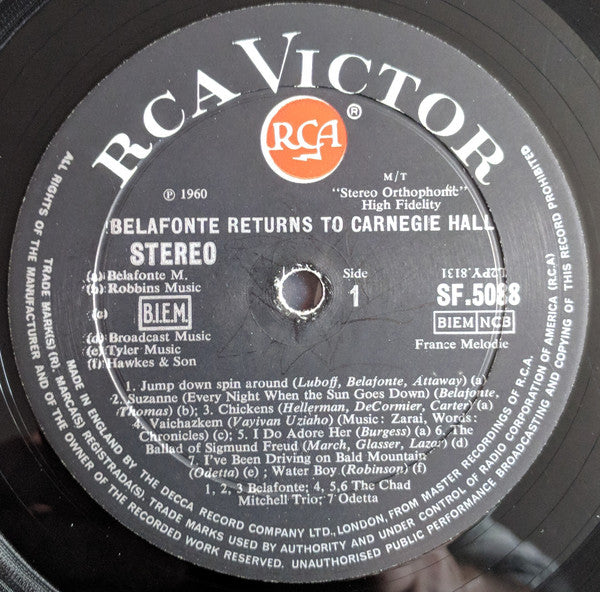 RCA VICTOR
RCA
®
℗ 1960
M/T
"Stereo Orthophonic"
High Fidelity
BELAFONTE RETURNS TO CARNEGIE HALL
STEREO
(a) Belafonte M.
(b) Robbins Music
(c) B.I.E.M.
(d) Broadcast Music
(e) Tyler Music
(f) Hawkes & Son
Side
1
L2PY.8131
SF.5088
BIEM NCB
France Melodie
1. Jump down spin around (Luboff, Belafonte, Attaway) (a)
2. Suzanne (Every Night When the Sun Goes Down) (Belafonte,
Thomas) (b); 3. Chickens (Hellerman, DeCormier, Carter) (a)
4. Vaichazkem (Vayivan Uziaho) (Music: Zarai, Words:
Chronicles) (c); 5. I Do Adore Her (Burgess) (a) 6. The
Ballad of Sigmund Freud (March, Glasser, Lazar) (d)
7. I've Been Driving on Bald Mountain
(Odetta) (e) ; Water Boy (Robinson) (f)
1, 2, 3 Belafonte; 4, 5,6 The Chad
Mitchell Trio; 7 Odetta
ALL RIGHTS OF THE MANUFACTURER AND OF THE OWNER OF THE RECORDED WORK RESERVED. UNAUTHORISED PUBLIC PERFORMANCE BROADCASTING AND COPYING OF THIS RECORD PROHIBITED
TRADE MARK(S) (R). MARCA(S) REGISTRADA(S). TRADE MARKS USED BY AUTHORITY AND UNDER CONTROL OF RADIO CORPORATION OF AMERICA (R.C.A)
MADE IN ENGLAND BY THE DECCA RECORD COMPANY LTD., LONDON, FROM MASTER RECORDINGS OF R.C.A.